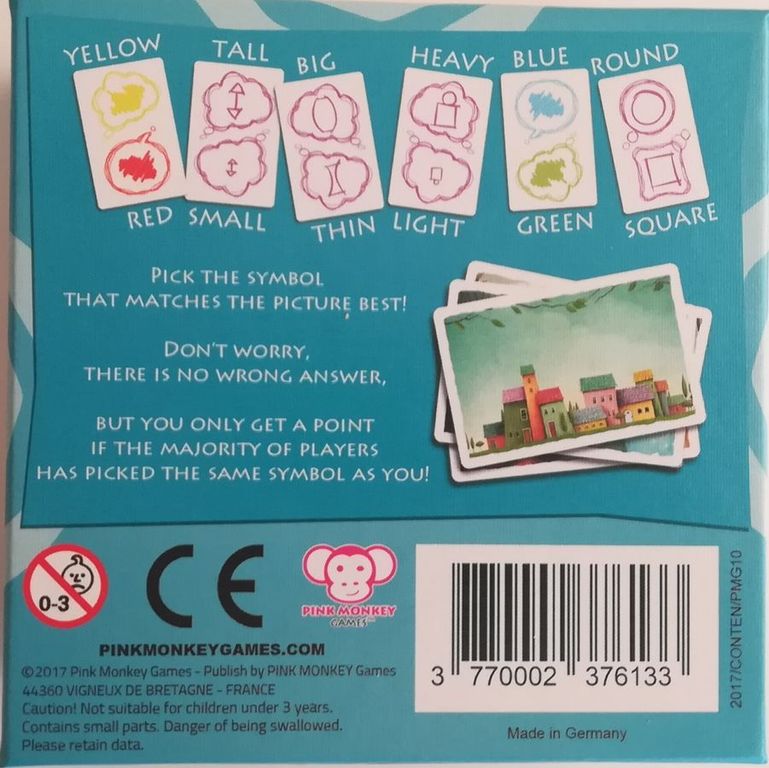 YELLOW TALL BIG HEAVY BLUE ROUND
RED SMALL THIN LIGHT GREEN SQUARE
PICK THE SYMBOL
THAT MATCHES THE PICTURE BEST!
DON'T WORRY,
THERE IS NO WRONG ANSWER,
BUT YOU ONLY GET A POINT
IF THE MAJORITY OF PLAYERS
HAS PICKED THE SAME SYMBOL AS YOU!
0-3
CE
PINK MONKEY
GAMES™
PINKMONKEYGAMES.COM
©2017 Pink Monkey Games - Publish by PINK MONKEY Games
44360 VIGNEUX DE BRETAGNE - FRANCE
Caution! Not suitable for children under 3 years.
Contains small parts. Danger of being swallowed.
Please retain data.
3 770002 376133
Made in Germany
2017/CONTEN/PMG10